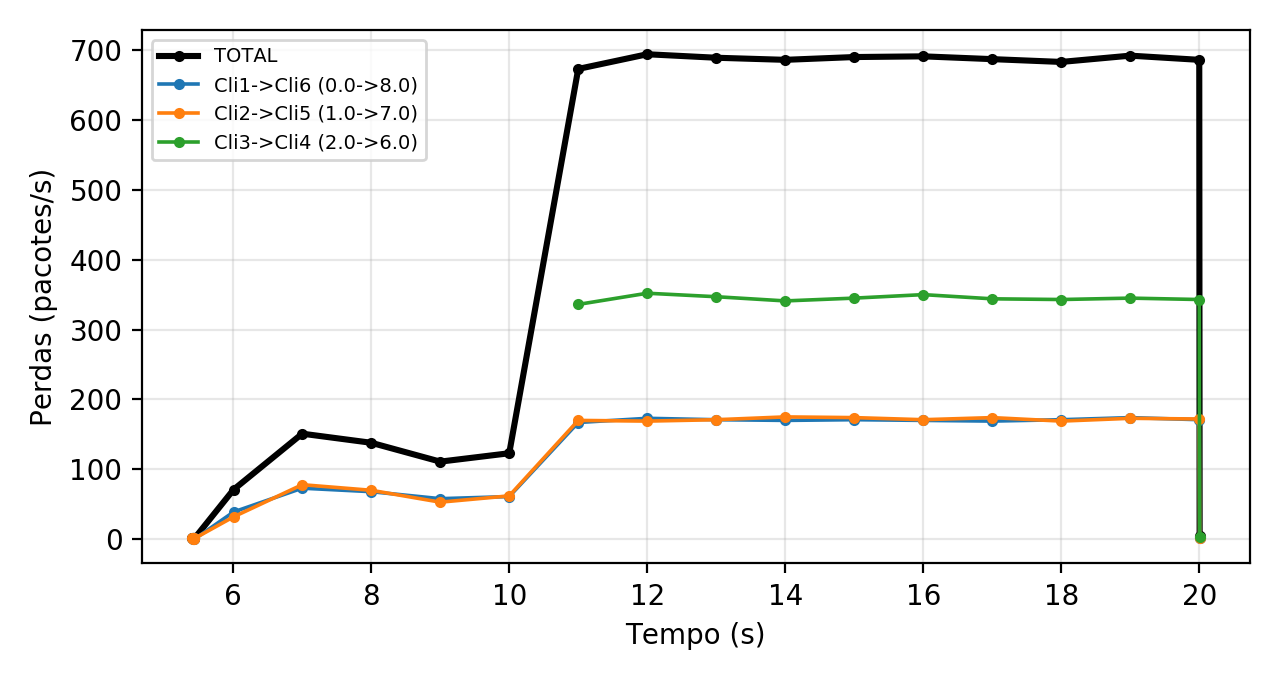 700
600
500
400
300
200
100
0
Perdas (pacotes/s)
TOTAL
Cli1->Cli6 (0.0->8.0)
Cli2->Cli5 (1.0->7.0)
Cli3->Cli4 (2.0->6.0)
6 8 10 12 14 16 18 20
Tempo (s)